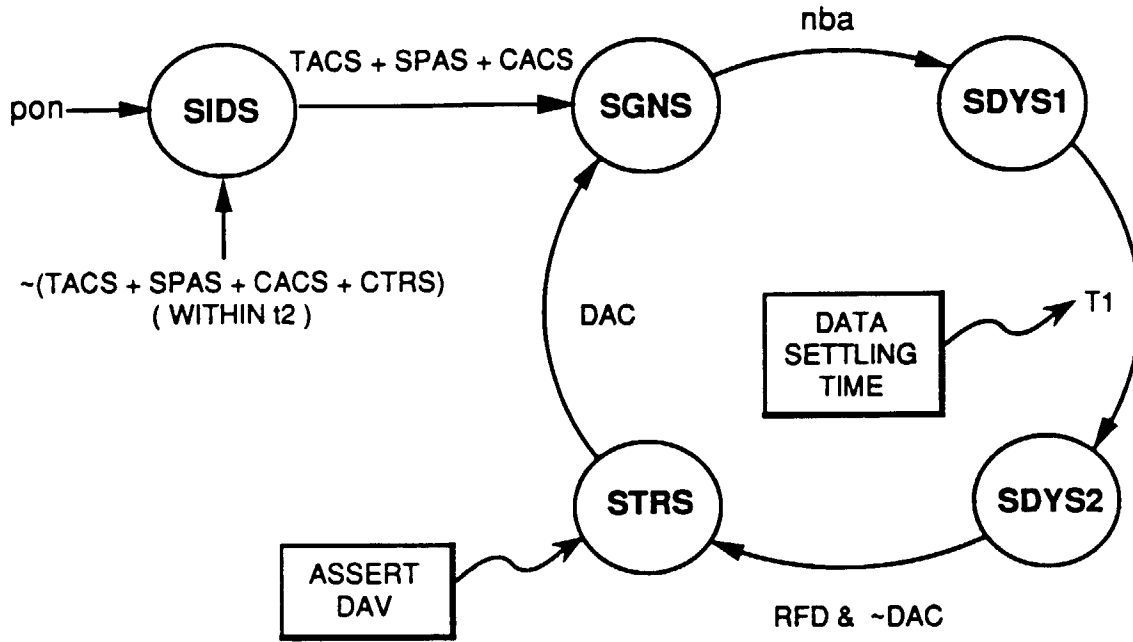 nba
TACS + SPAS + CACS
pon
SIDS
SGNS
SDYS1
~(TACS + SPAS + CACS + CTRS)
( WITHIN t2 )
DAC
DATA
SETTLING
TIME
T1
STRS
SDYS2
ASSERT
DAV
RFD & ~DAC